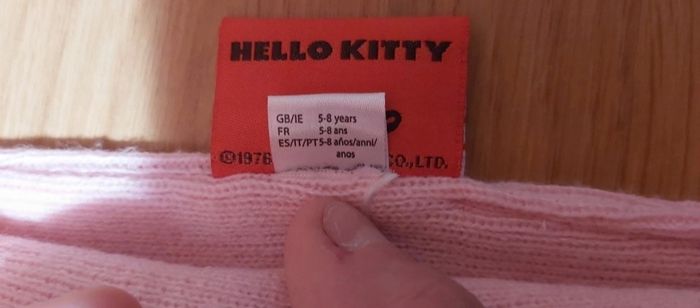 HELLO KITTY
GB/IE 5-8 years
FR 5-8 ans
ES/IT/PT 5-8 años/anni/
anos
©1976
CO.,LTD.